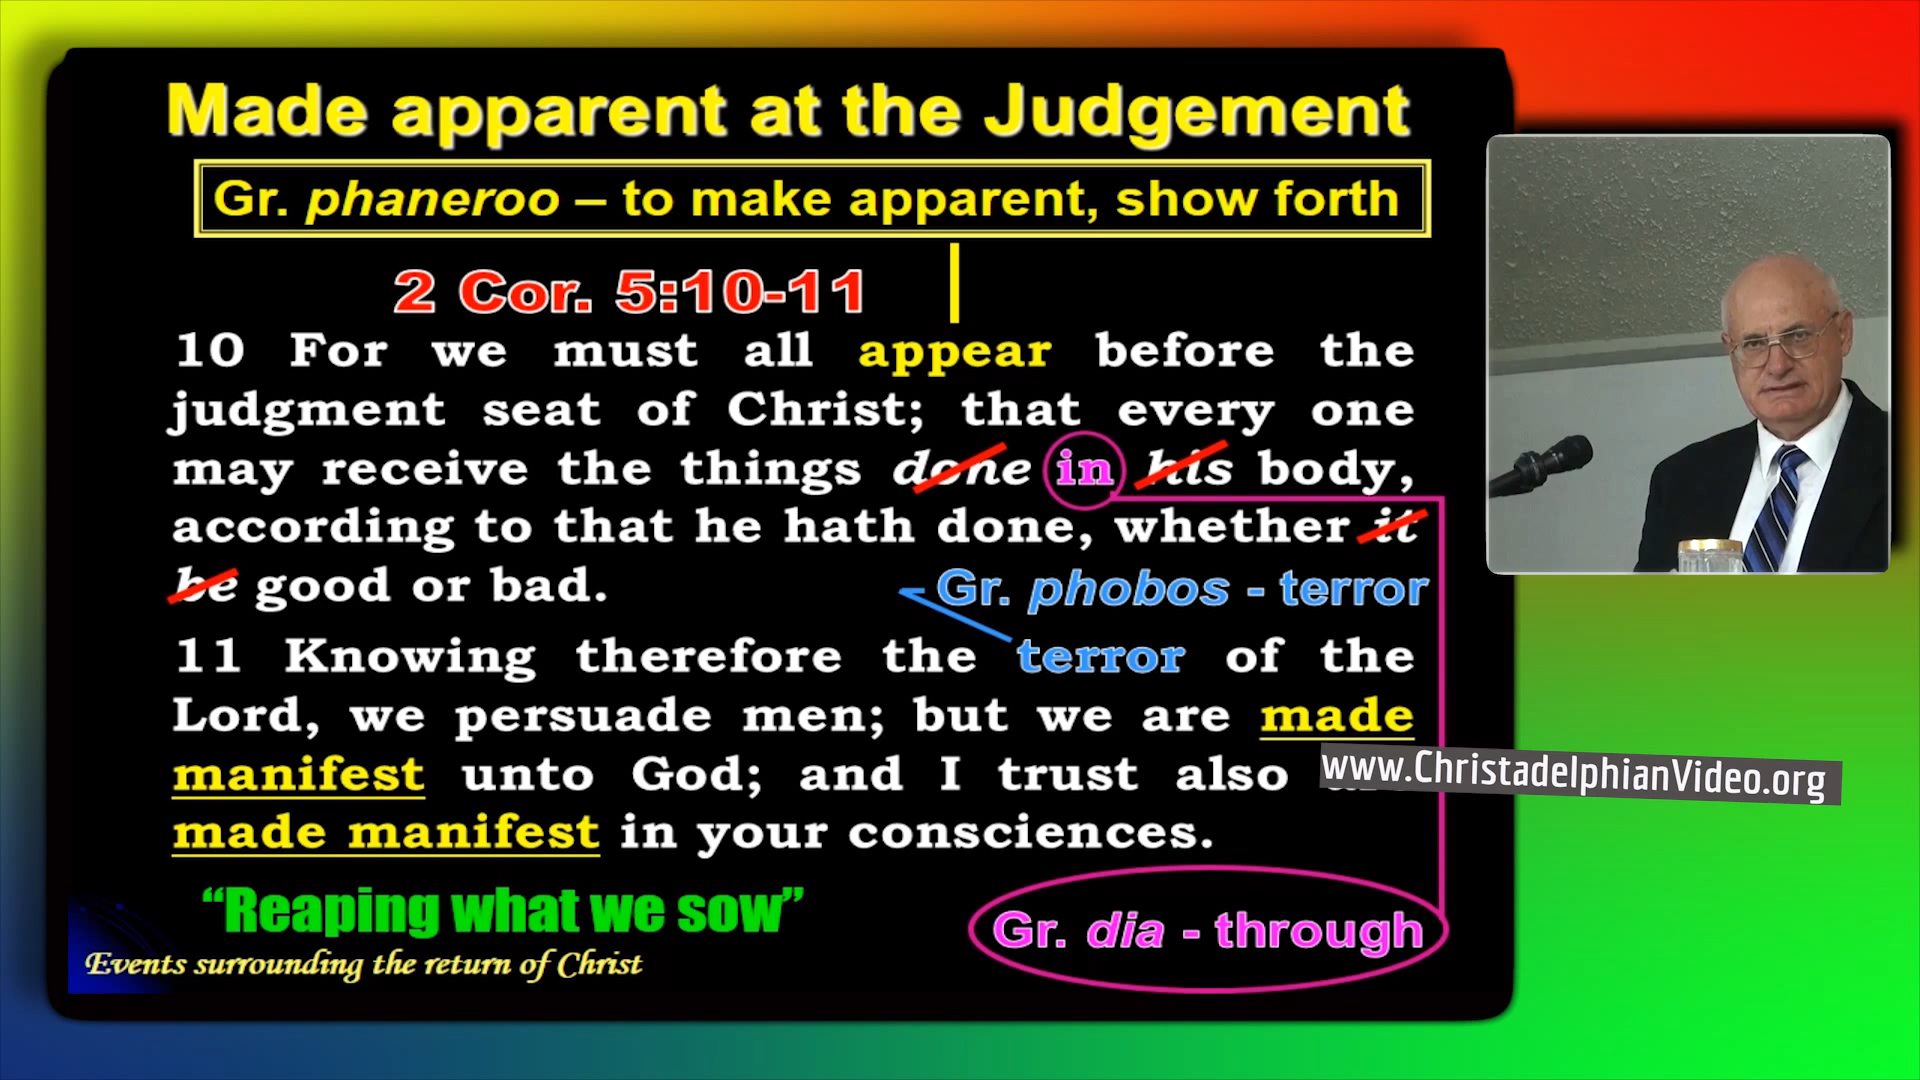 Made apparent at the Judgement
Gr. phaneroo – to make apparent, show forth
2 Cor. 5:10-11
10 For we must all appear before the
judgment seat of Christ; that every one
may receive the things done in his body,
according to that he hath done, whether it
be good or bad.
Gr. phobos - terror
11 Knowing therefore the terror of the
Lord, we persuade men; but we are made
manifest unto God; and I trust also
made manifest in your consciences.
www.ChristadelphianVideo.org
“Reaping what we sow”
Gr. dia - through
Events surrounding the return of Christ